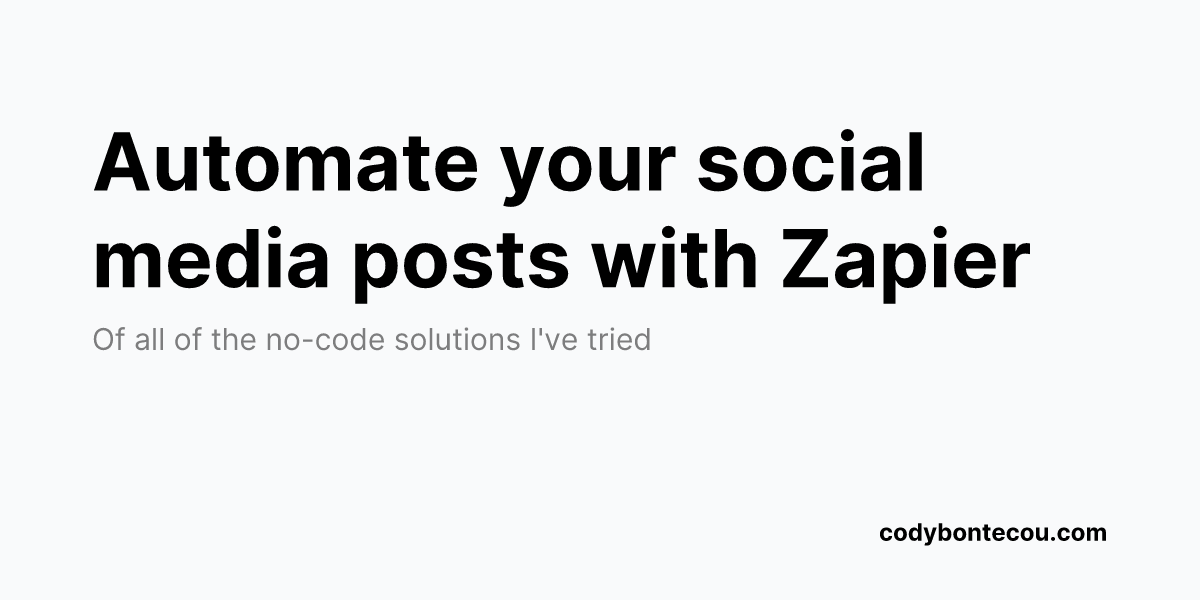 Automate your social
media posts with Zapier
Of all of the no-code solutions I've tried
codybontecou.com